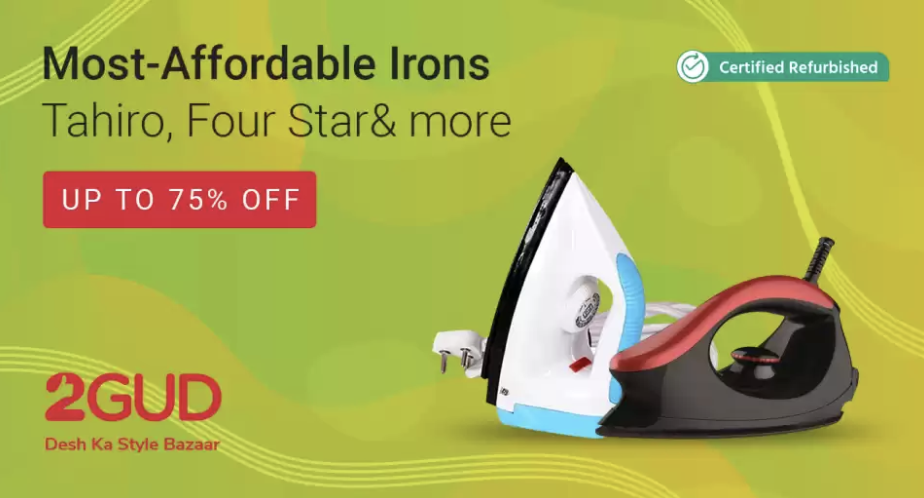 Most-Affordable Irons
Certified Refurbished
Tahiro, Four Star& more
UP TO 75% OFF
2GUD
Desh Ka Style Bazaar